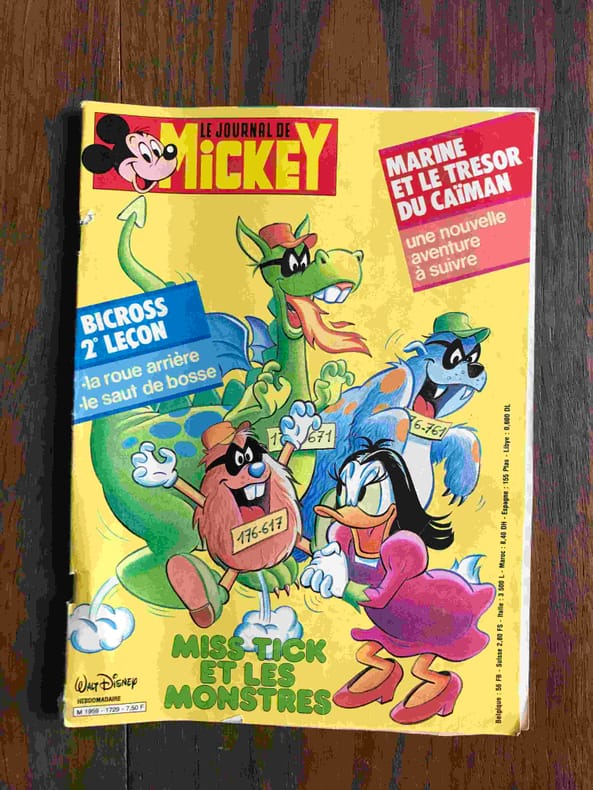 LE JOURNAL DE
MICKEY
MARINE
ET LE TRESOR
DU CAÏMAN
une nouvelle
aventure
à suivre
BICROSS
2e LEÇON
·la roue arrière
·le saut de bosse
671
76-761
176-617
MISS TICK
ET LES
MONSTRES
WALT DISNEY
HEBDOMADAIRE
M 1959 - 1729 - 7,50 F
Belgique : 56 FB - Suisse 2,80 FS - Italie : 3 500 L - Maroc : 8,40 DH - Espagne : 155 Ptas - Libye : 0,600 DL